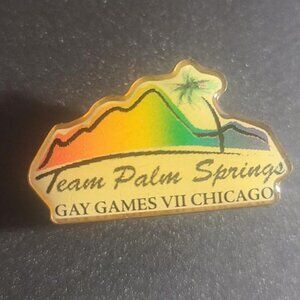 Team Palm Springs
GAY GAMES VII CHICAGO